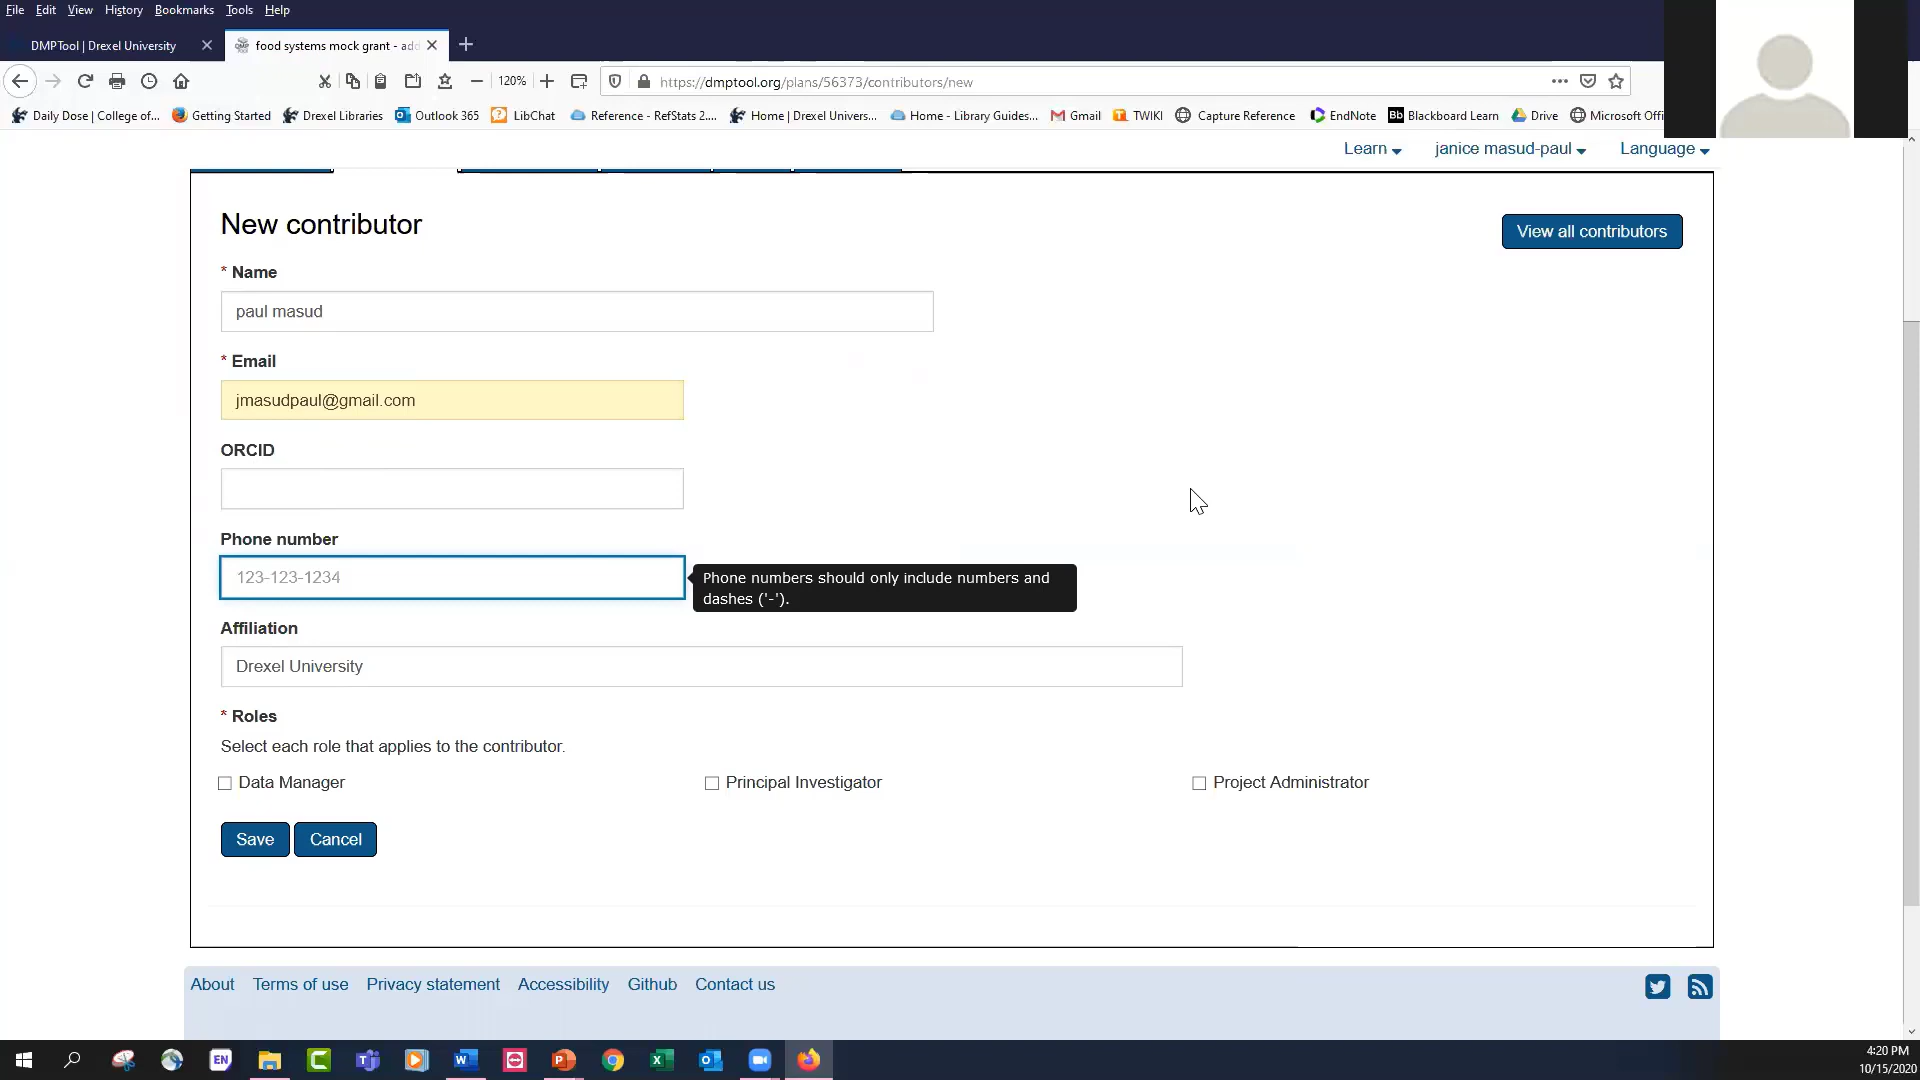 File Edit View History Bookmarks Tools Help
DMPTool | Drexel University
food systems mock grant - add
120%
https://dmptool.org/plans/56373/contributors/new
Daily Dose | College of...
Getting Started
Drexel Libraries
Outlook 365
LibChat
Reference - RefStats 2....
Home | Drexel Univers...
Home - Library Guides...
Gmail
TWIKI
Capture Reference
EndNote
Bb Blackboard Learn
Drive
Microsoft Offi
Learn
janice masud-paul
Language
New contributor
View all contributors
* Name
paul masud
* Email
jmasudpaul@gmail.com
ORCID
Phone number
123-123-1234
Phone numbers should only include numbers and
dashes ('-').
Affiliation
Drexel University
* Roles
Select each role that applies to the contributor.
Data Manager
Principal Investigator
Project Administrator
Save
Cancel
About
Terms of use
Privacy statement
Accessibility
Github
Contact us
EN
4:20 PM
10/15/2020